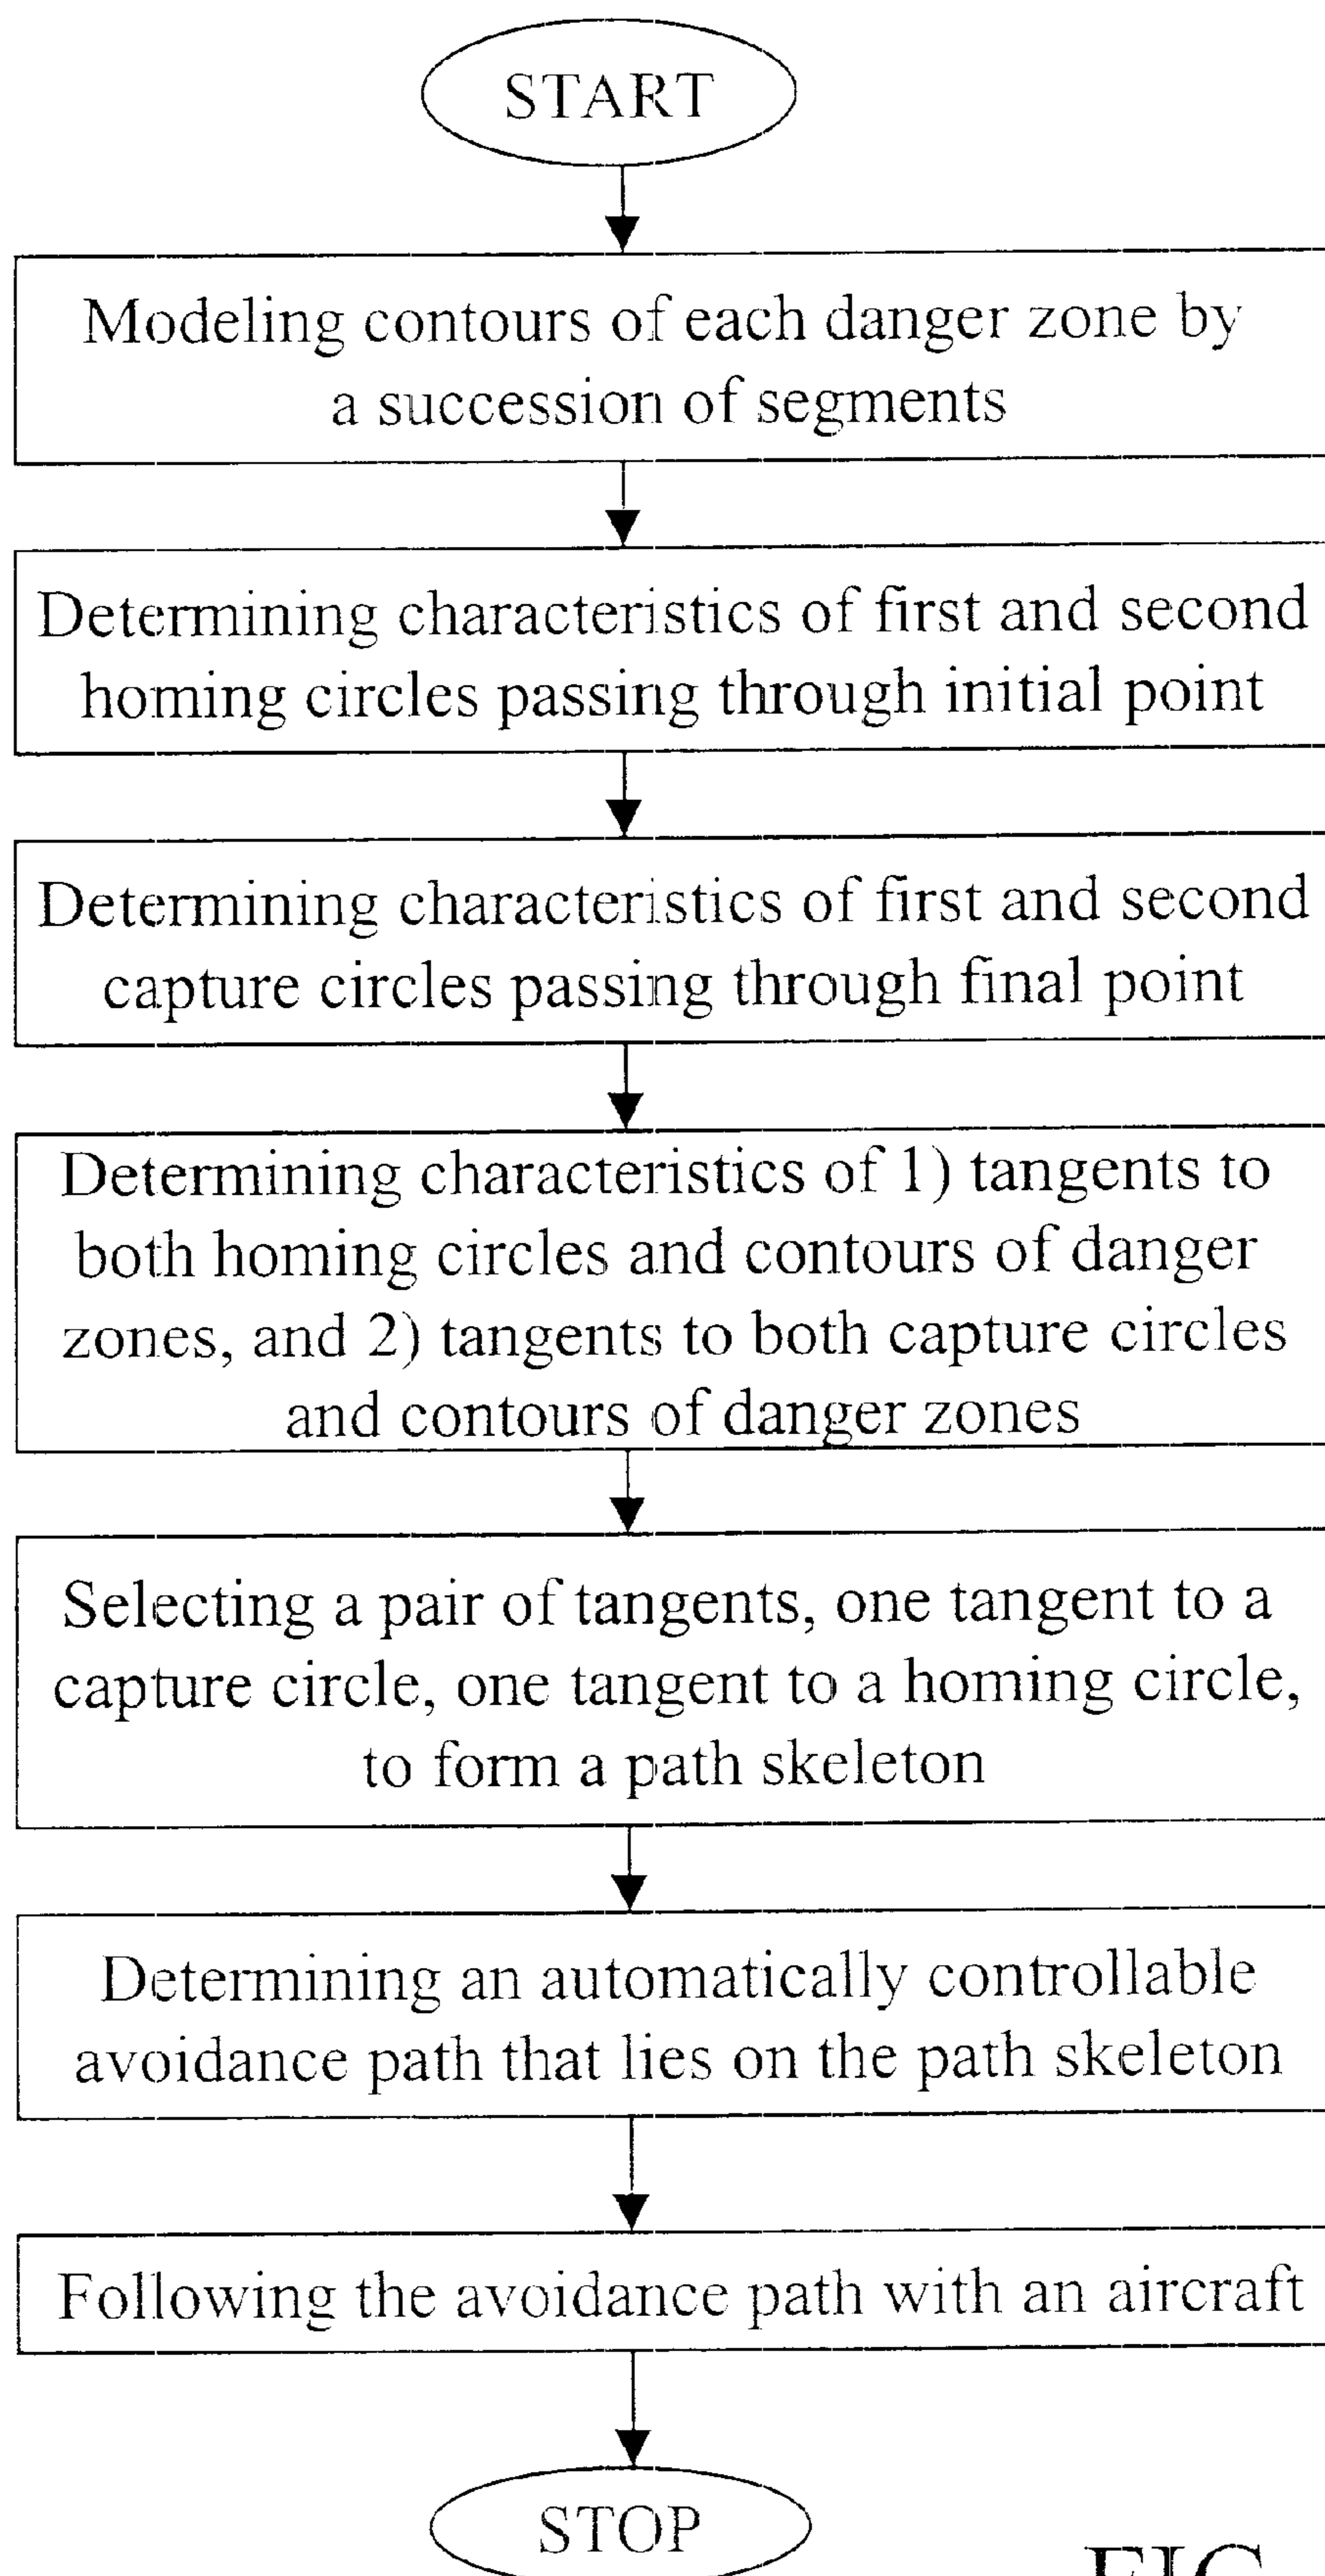 START
Modeling contours of each danger zone by
a succession of segments
Determining characteristics of first and second
homing circles passing through initial point
Determining characteristics of first and second
capture circles passing through final point
Determining characteristics of 1) tangents to
both homing circles and contours of danger
zones, and 2) tangents to both capture circles
and contours of danger zones
Selecting a pair of tangents, one tangent to a
capture circle, one tangent to a homing circle,
to form a path skeleton
Determining an automatically controllable
avoidance path that lies on the path skeleton
Following the avoidance path with an aircraft
STOP
FIG